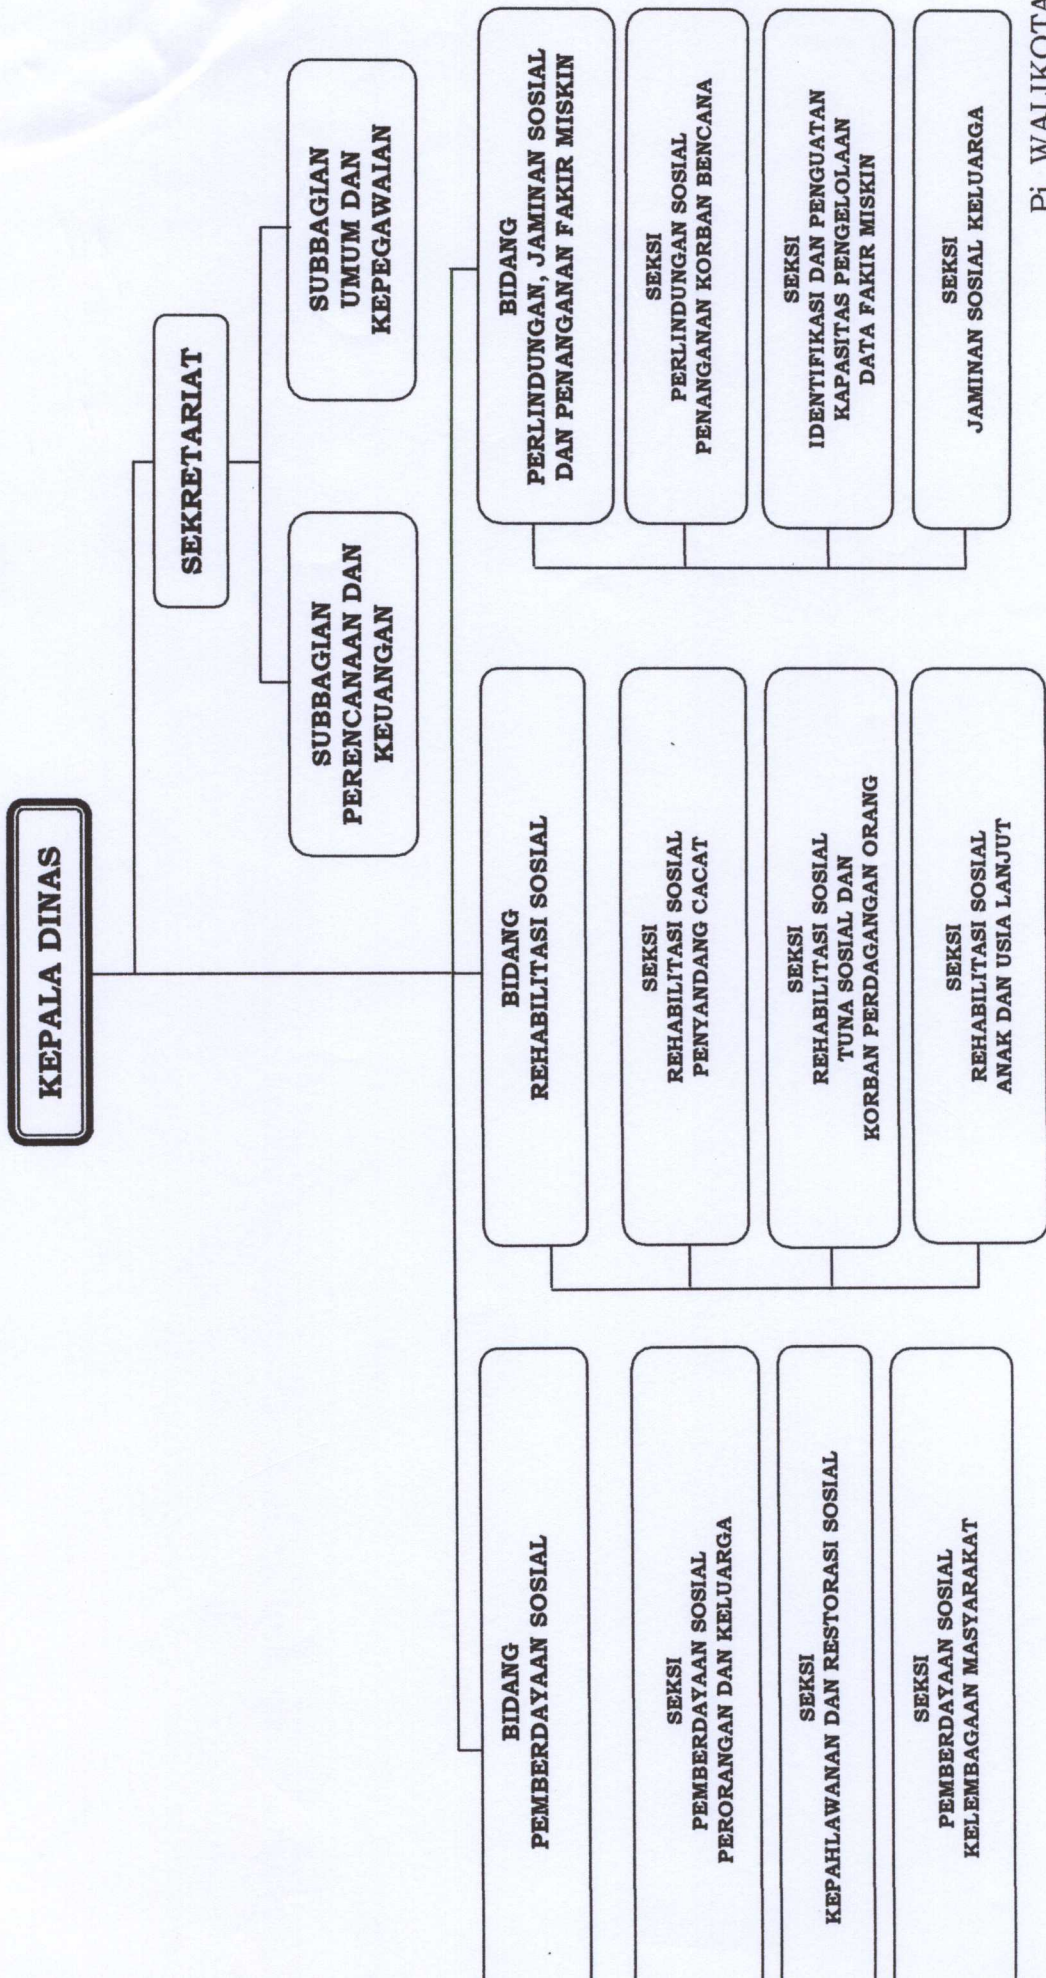 KEPALA DINAS
SEKRETARIAT
SUBBAGIAN
PERENCANAAN DAN
KEUANGAN
SUBBAGIAN
UMUM DAN
KEPEGAWAIAN
BIDANG
PEMBERDAYAAN SOSIAL
SEKSI
PEMBERDAYAAN SOSIAL
PERORANGAN DAN KELUARGA
SEKSI
KEPAHLAWANAN DAN RESTORASI SOSIAL
SEKSI
PEMBERDAYAAN SOSIAL
KELEMBAGAAN MASYARAKAT
BIDANG
REHABILITASI SOSIAL
SEKSI
REHABILITASI SOSIAL
PENYANDANG CACAT
SEKSI
REHABILITASI SOSIAL
TUNA SOSIAL DAN
KORBAN PERDAGANGAN ORANG
SEKSI
REHABILITASI SOSIAL
ANAK DAN USIA LANJUT
BIDANG
PERLINDUNGAN, JAMINAN SOSIAL
DAN PENANGANAN FAKIR MISKIN
SEKSI
PERLINDUNGAN SOSIAL
PENANGANAN KORBAN BENCANA
SEKSI
IDENTIFIKASI DAN PENGUATAN
KAPASITAS PENGELOLAAN
DATA FAKIR MISKIN
SEKSI
JAMINAN SOSIAL KELUARGA
Pj. WALIKOTA